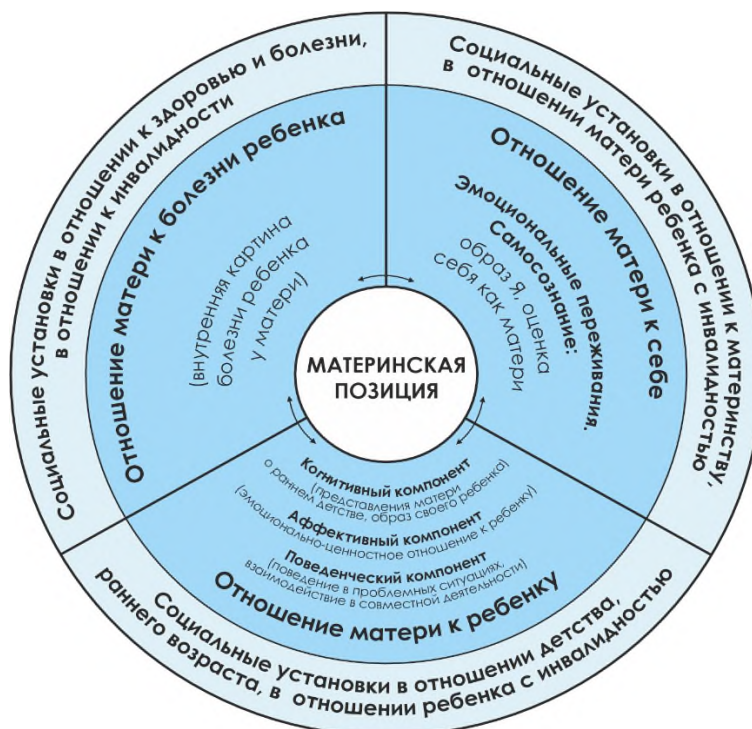 Социальные установки в отношении к здоровью и болезни,
в отношении к инвалидности
Отношение матери к болезни ребенка
(внутренняя картина
болезни ребенка
у матери)
Социальные установки в отношении к материнству,
в отношении матери ребенка с инвалидностью
Отношение матери к себе
Эмоциональные переживания.
Самосознание:
образ Я, оценка
себя как матери
МАТЕРИНСКАЯ
ПОЗИЦИЯ
Когнитивный компонент
(представления матери
о раннем детстве, образ своего ребенка)
Аффективный компонент
(эмоционально-ценностное отношение к ребенку)
Поведенческий компонент
(поведение в проблемных ситуациях,
взаимодействие в совместной деятельности)
Отношение матери к ребенку
Социальные установки в отношении детства,
раннего возраста, в отношении ребенка с инвалидностью